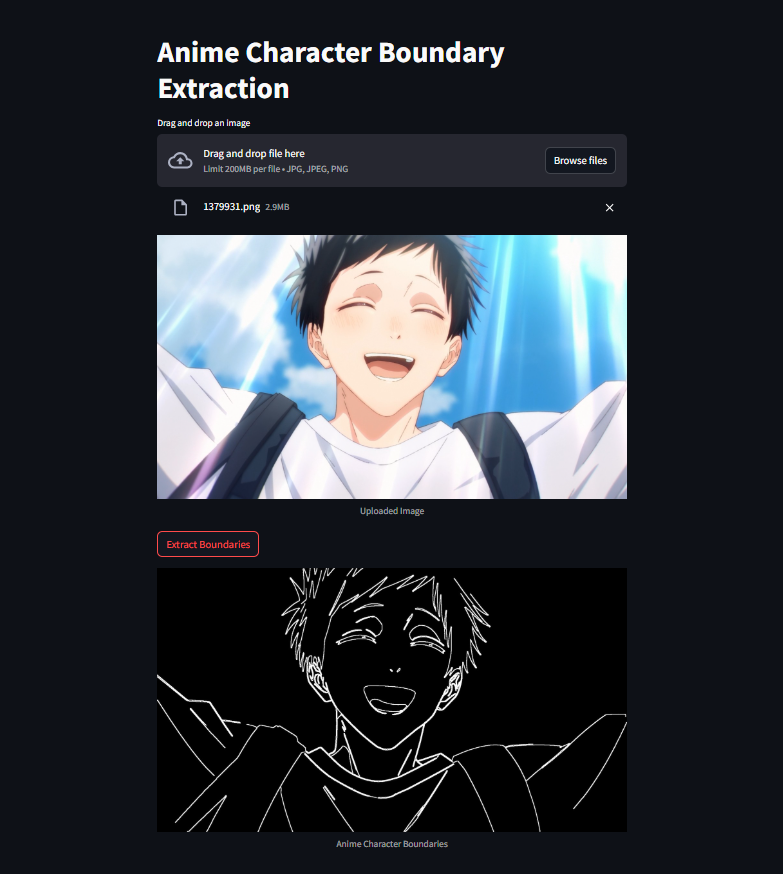 Anime Character Boundary
Extraction
Drag and drop an image
Drag and drop file here
Limit 200MB per file • JPG, JPEG, PNG
Browse files
1379931.png 2.9MB
Uploaded Image
Extract Boundaries
Anime Character Boundaries